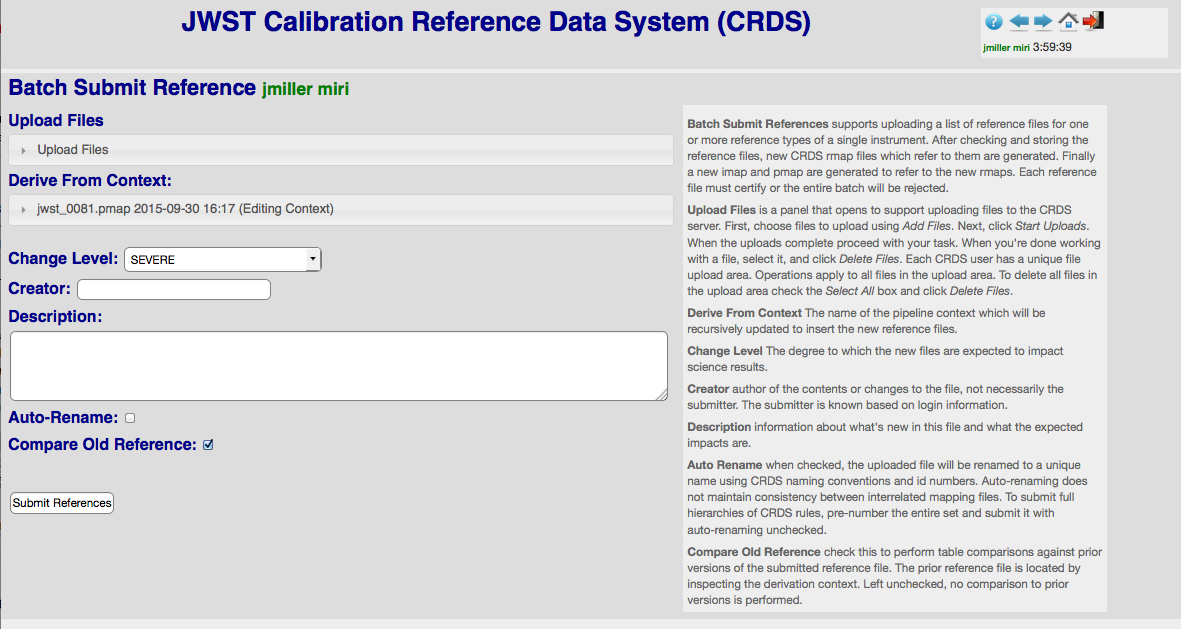 JWST Calibration Reference Data System (CRDS)
?
jmiller miri 3:59:39
Batch Submit Reference jmiller miri
Upload Files
Upload Files
Derive From Context:
jwst_0081.pmap 2015-09-30 16:17 (Editing Context)
Change Level: SEVERE
Creator:
Description:
Auto-Rename:
Compare Old Reference:
Submit References
Batch Submit References supports uploading a list of reference files for one
or more reference types of a single instrument. After checking and storing the
reference files, new CRDS rmap files which refer to them are generated. Finally
a new imap and pmap are generated to refer to the new rmaps. Each reference
file must certify or the entire batch will be rejected.
Upload Files is a panel that opens to support uploading files to the CRDS
server. First, choose files to upload using Add Files. Next, click Start Uploads.
When the uploads complete proceed with your task. When you're done working
with a file, select it, and click Delete Files. Each CRDS user has a unique file
upload area. Operations apply to all files in the upload area. To delete all files in
the upload area check the Select All box and click Delete Files.
Derive From Context The name of the pipeline context which will be
recursively updated to insert the new reference files.
Change Level The degree to which the new files are expected to impact
science results.
Creator author of the contents or changes to the file, not necessarily the
submitter. The submitter is known based on login information.
Description information about what's new in this file and what the expected
impacts are.
Auto Rename when checked, the uploaded file will be renamed to a unique
name using CRDS naming conventions and id numbers. Auto-renaming does
not maintain consistency between interrelated mapping files. To submit full
hierarchies of CRDS rules, pre-number the entire set and submit it with
auto-renaming unchecked.
Compare Old Reference check this to perform table comparisons against prior
versions of the submitted reference file. The prior reference file is located by
inspecting the derivation context. Left unchecked, no comparison to prior
versions is performed.